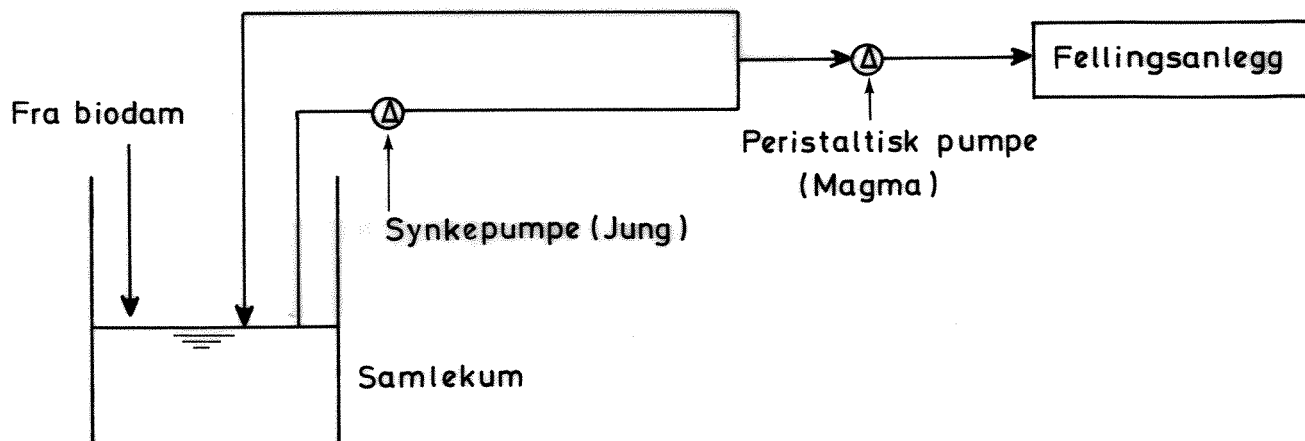 Fellingsanlegg
Fra biodam
Peristaltisk pumpe
(Magma)
Synkepumpe (Jung)
Samlekum